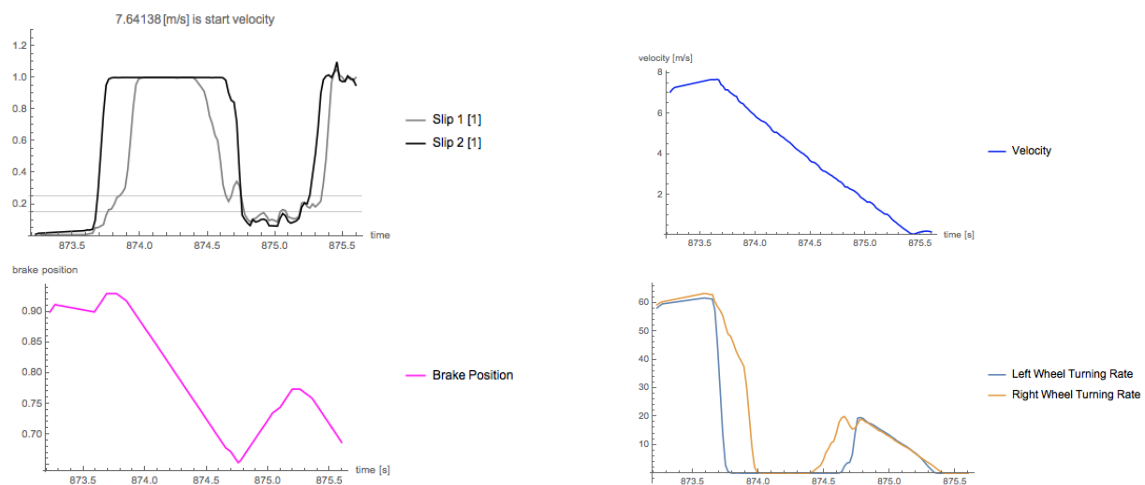 7.64138 [m/s] is start velocity
1.2
1.0
0.8
0.6
0.4
0.2
873.5 874.0 874.5 875.0 875.5
time
Slip 1 [1]
Slip 2 [1]
velocity [m/s]
8
6
4
2
873.5 874.0 874.5 875.0 875.5
time [s]
Velocity
brake position
0.90
0.85
0.80
0.75
0.70
873.5 874.0 874.5 875.0 875.5
time [s]
Brake Position
60
50
40
30
20
10
873.5 874.0 874.5 875.0 875.5
time [s]
Left Wheel Turning Rate
Right Wheel Turning Rate